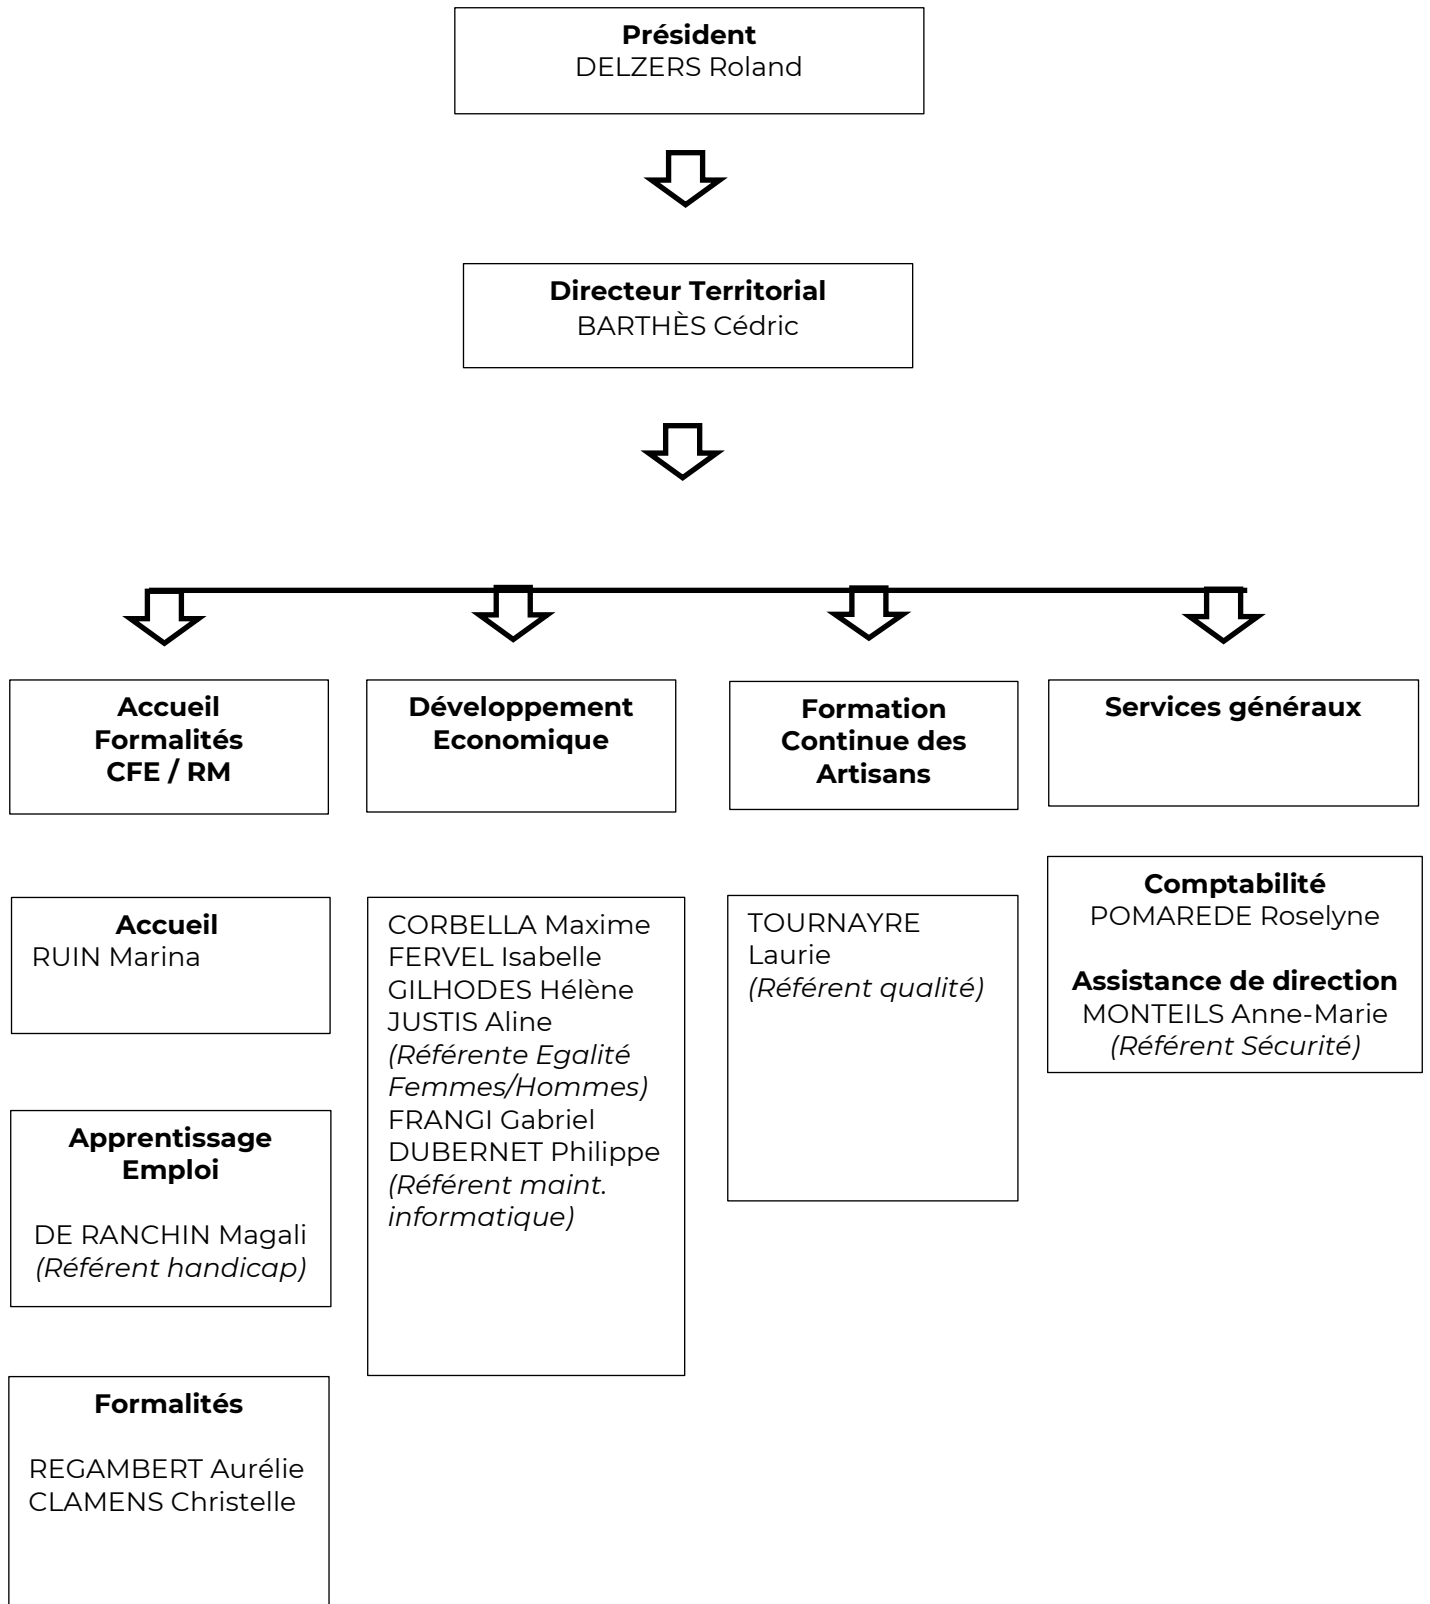 Président
DELZERS Roland
Directeur Territorial
BARTHÈS Cédric
Accueil
Formalités
CFE / RM
Développement
Economique
Formation
Continue des
Artisans
Services généraux
Accueil
RUIN Marina
Apprentissage
Emploi
DE RANCHIN Magali
(Référent handicap)
Formalités
REGAMBERT Aurélie
CLAMENS Christelle
CORBELLA Maxime
FERVEL Isabelle
GILHODES Hélène
JUSTIS Aline
(Référente Egalité
Femmes/Hommes)
FRANGI Gabriel
DUBERNET Philippe
(Référent maint.
informatique)
TOURNAYRE
Laurie
(Référent qualité)
Comptabilité
POMAREDE Roselyne
Assistance de direction
MONTEILS Anne-Marie
(Référent Sécurité)